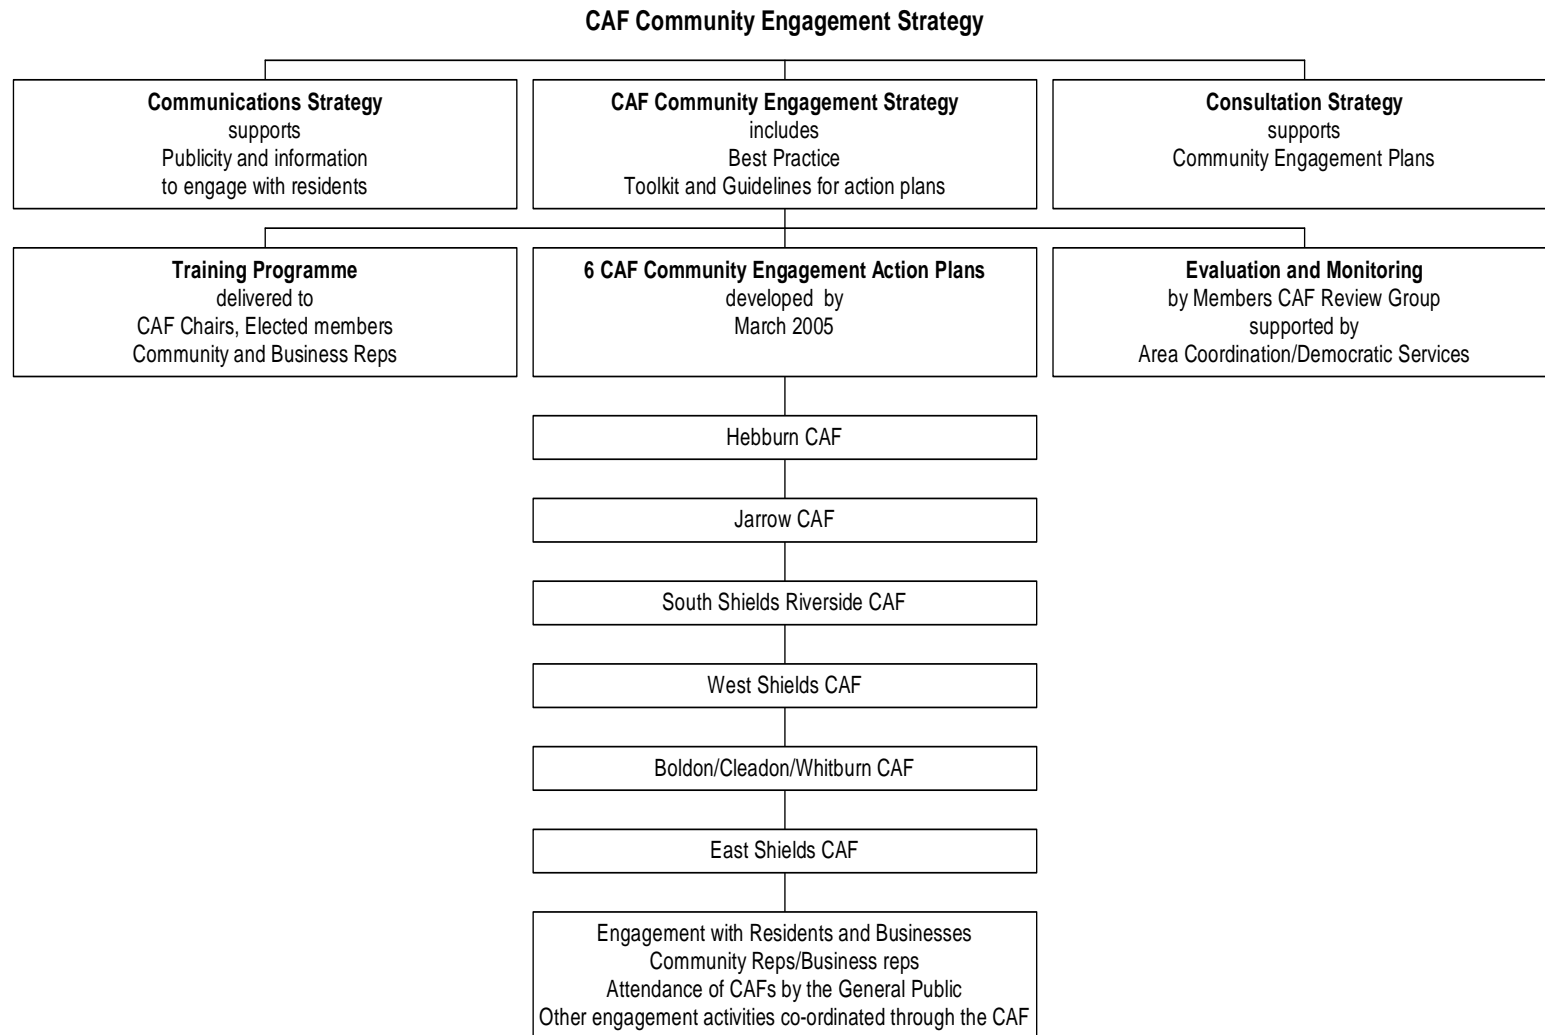 CAF Community Engagement Strategy
Communications Strategy
supports
Publicity and information
to engage with residents
CAF Community Engagement Strategy
includes
Best Practice
Toolkit and Guidelines for action plans
Consultation Strategy
supports
Community Engagement Plans
Training Programme
delivered to
CAF Chairs, Elected members
Community and Business Reps
6 CAF Community Engagement Action Plans
developed by
March 2005
Evaluation and Monitoring
by Members CAF Review Group
supported by
Area Coordination/Democratic Services
Hebburn CAF
Jarrow CAF
South Shields Riverside CAF
West Shields CAF
Boldon/Cleadon/Whitburn CAF
East Shields CAF
Engagement with Residents and Businesses
Community Reps/Business reps
Attendance of CAFs by the General Public
Other engagement activities co-ordinated through the CAF